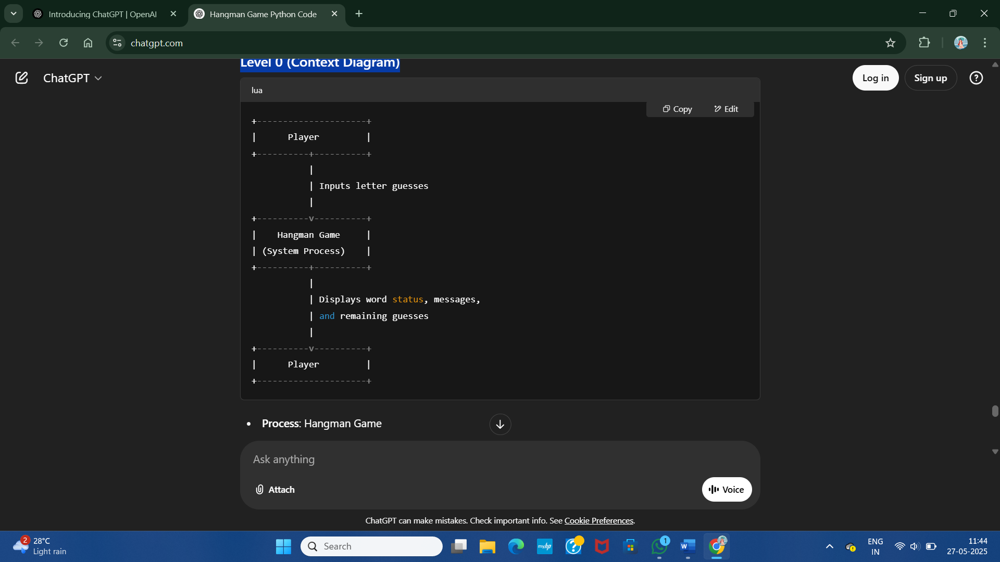 Introducing ChatGPT | OpenAI
Hangman Game Python Code
chatgpt.com
ChatGPT
Log in
Sign up
Level 0 (Context Diagram)
lua
Copy
Edit
+---------------------+
|      Player         |
+----------+----------+
           |
           | Inputs letter guesses
           |
+----------v----------+
|    Hangman Game     |
| (System Process)    |
+----------+----------+
           |
           | Displays word status, messages,
           | and remaining guesses
           |
+----------v----------+
|      Player         |
+---------------------+
• Process: Hangman Game
Ask anything
Attach
Voice
ChatGPT can make mistakes. Check important info. See Cookie Preferences.
2
28°C
Light rain
Search
myhp
?
1
W
ENG
IN
11:44
27-05-2025